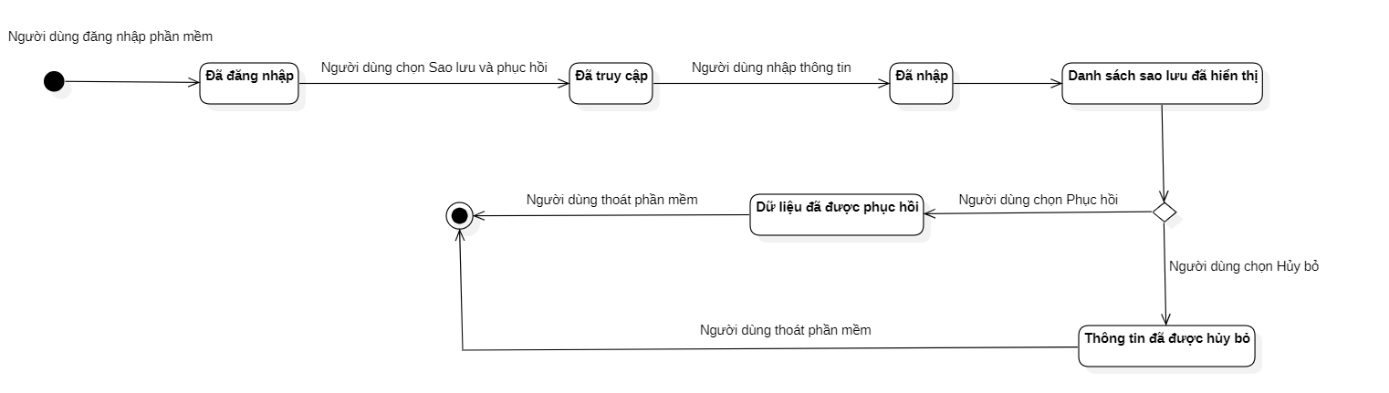 Người dùng đăng nhập phần mềm
Đã đăng nhập
Người dùng chọn Sao lưu và phục hồi
Đã truy cập
Người dùng nhập thông tin
Đã nhập
Danh sách sao lưu đã hiển thị
Người dùng thoát phần mềm
Dữ liệu đã được phục hồi
Người dùng chọn Phục hồi
Người dùng chọn Hủy bỏ
Người dùng thoát phần mềm
Thông tin đã được hủy bỏ